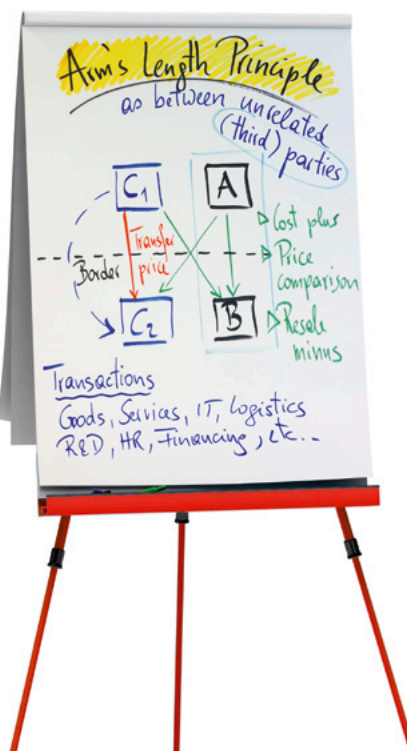 Arm's Length Principle
as between unrelated
(third) parties
C1
A
Transfer
price
Border
C2
B
Cost plus
Price
comparison
Resale
minus
Transactions
Goods, Services, IT, Logistics
R&D, HR, Financing, etc...